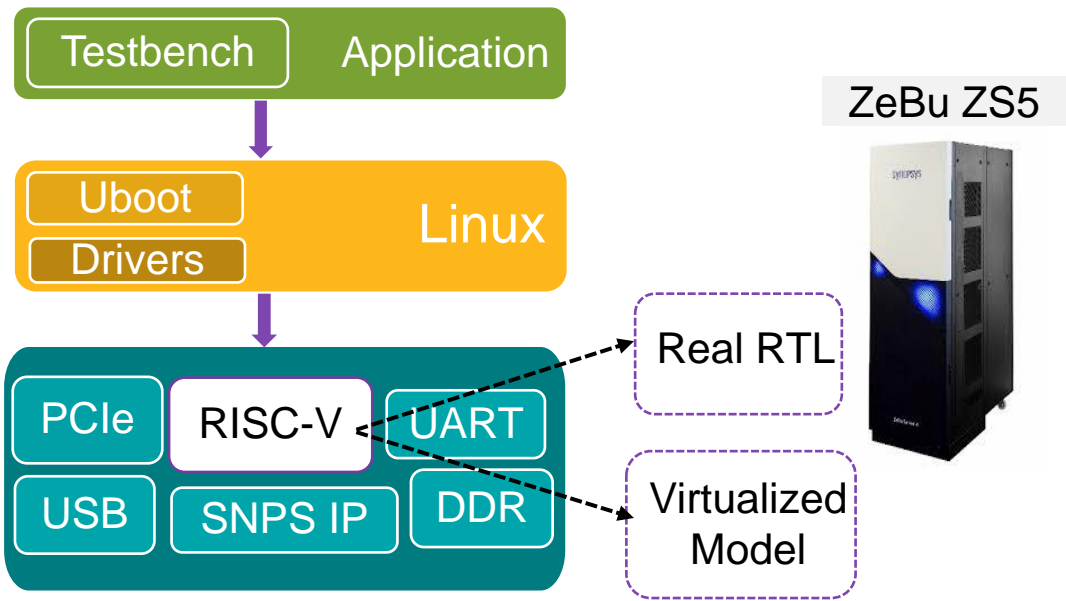 Testbench
Application
ZeBu ZS5
SYNOPSYS
Uboot
Linux
Drivers
Real RTL
PCIe
RISC-V
UART
USB
SNPS IP
DDR
Virtualized
Model